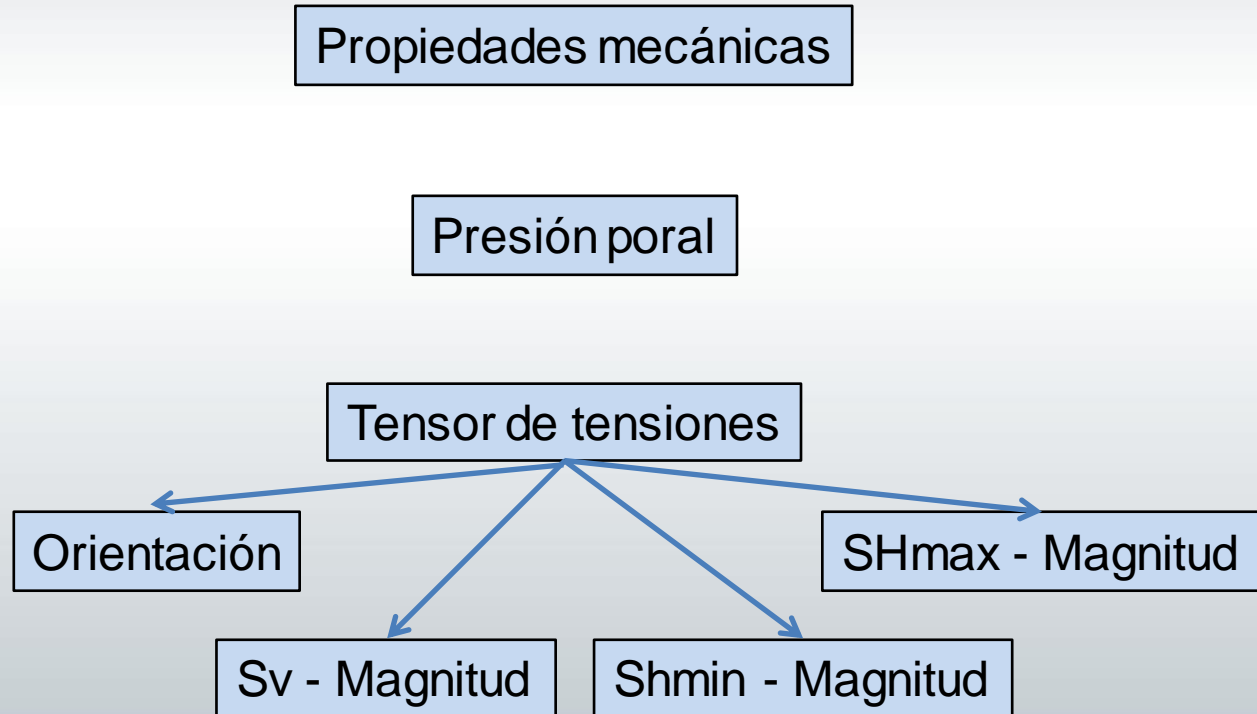 Propiedades mecánicas
Presión poral
Tensor de tensiones
Orientación
SHmax - Magnitud
Sv - Magnitud
Shmin - Magnitud